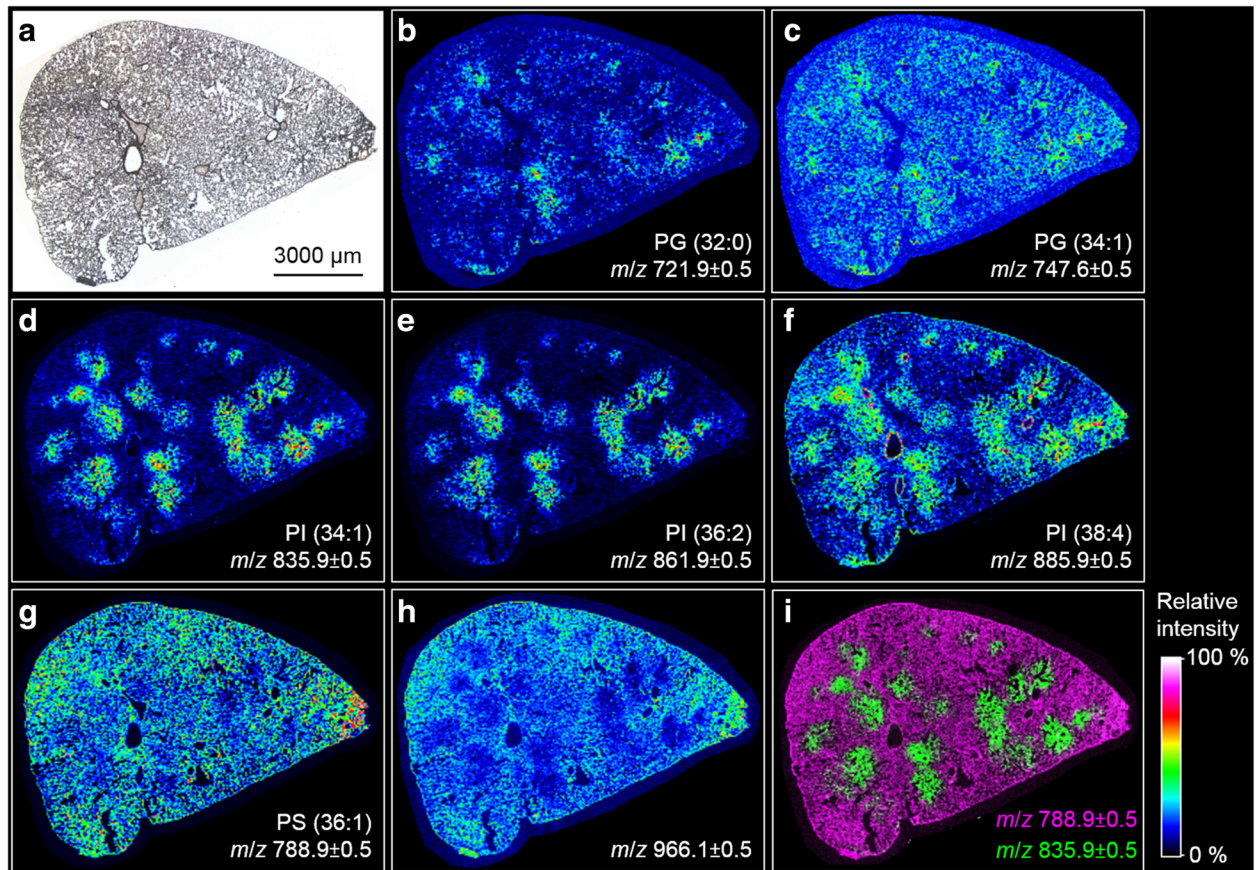 a
3000 µm
b
PG (32:0)
m/z 721.9±0.5
c
PG (34:1)
m/z 747.6±0.5
d
PI (34:1)
m/z 835.9±0.5
e
PI (36:2)
m/z 861.9±0.5
f
PI (38:4)
m/z 885.9±0.5
g
PS (36:1)
m/z 788.9±0.5
h
m/z 966.1±0.5
i
m/z 788.9±0.5
m/z 835.9±0.5
Relative
intensity
100 %
0 %